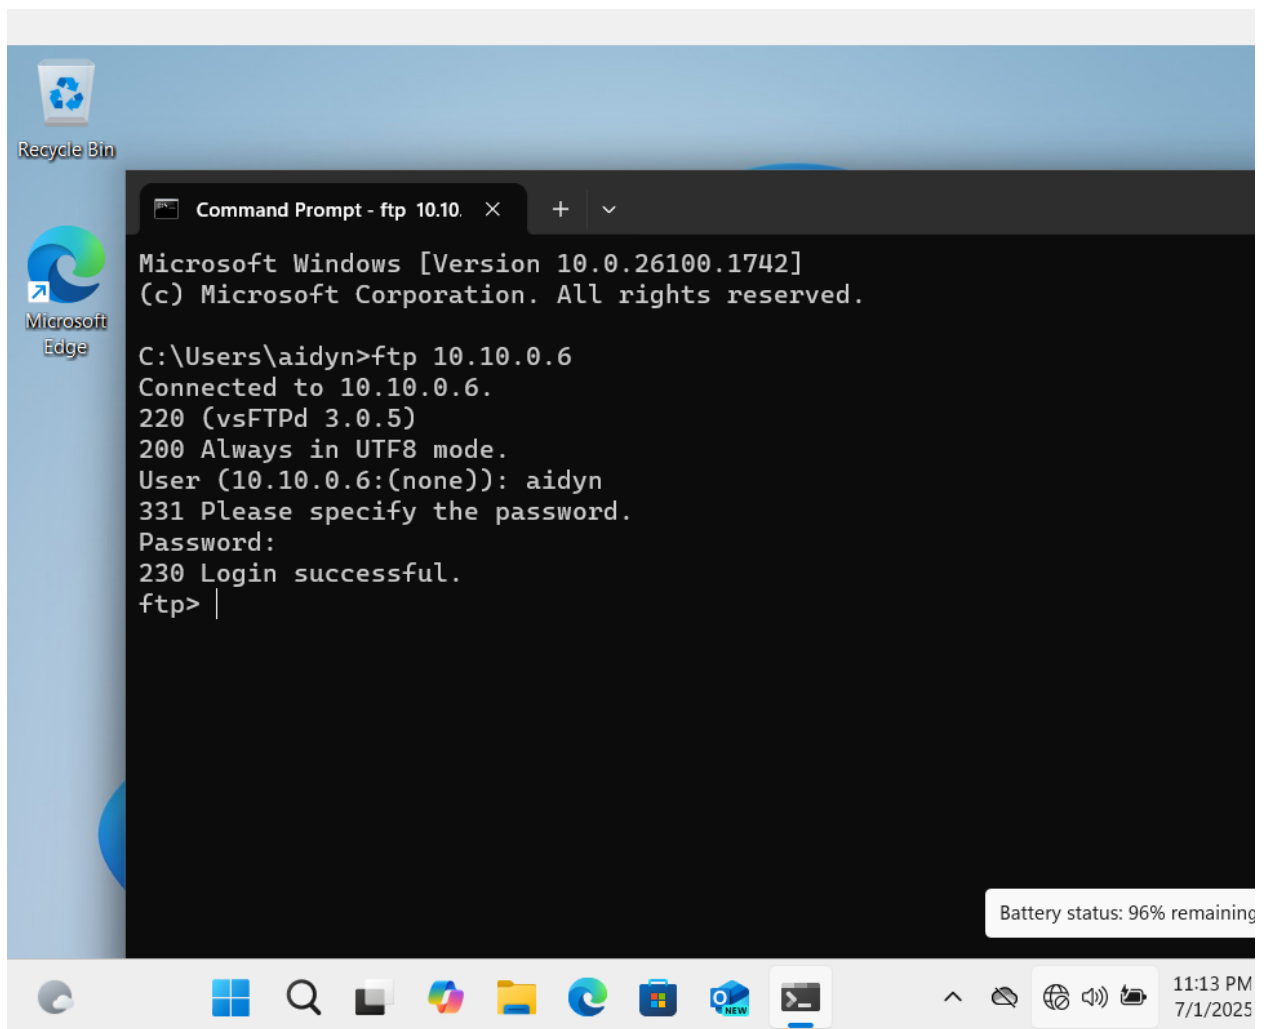 Recycle Bin
Microsoft
Edge
Command Prompt - ftp 10.10.
Microsoft Windows [Version 10.0.26100.1742]
(c) Microsoft Corporation. All rights reserved.
C:\Users\aidyn>ftp 10.10.0.6
Connected to 10.10.0.6.
220 (vsFTPd 3.0.5)
200 Always in UTF8 mode.
User (10.10.0.6:(none)): aidyn
331 Please specify the password.
Password:
230 Login successful.
ftp>
Battery status: 96% remaining
NEW
11:13 PM
7/1/2025